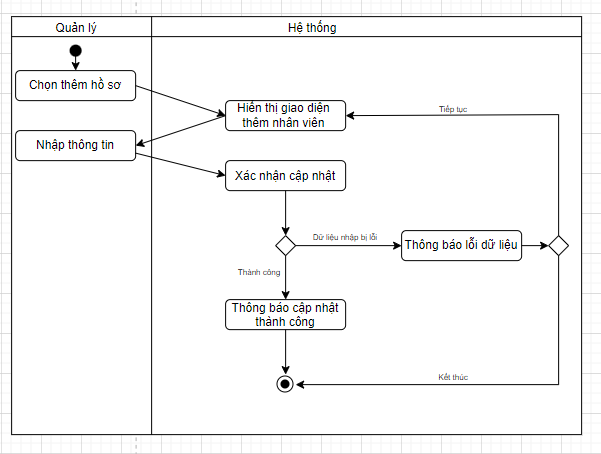 Quản lý
Hệ thống
Chọn thêm hồ sơ
Hiển thị giao diện
thêm nhân viên
Tiếp tục
Nhập thông tin
Xác nhận cập nhật
Dữ liệu nhập bị lỗi
Thông báo lỗi dữ liệu
Thành công
Thông báo cập nhật
thành công
Kết thúc